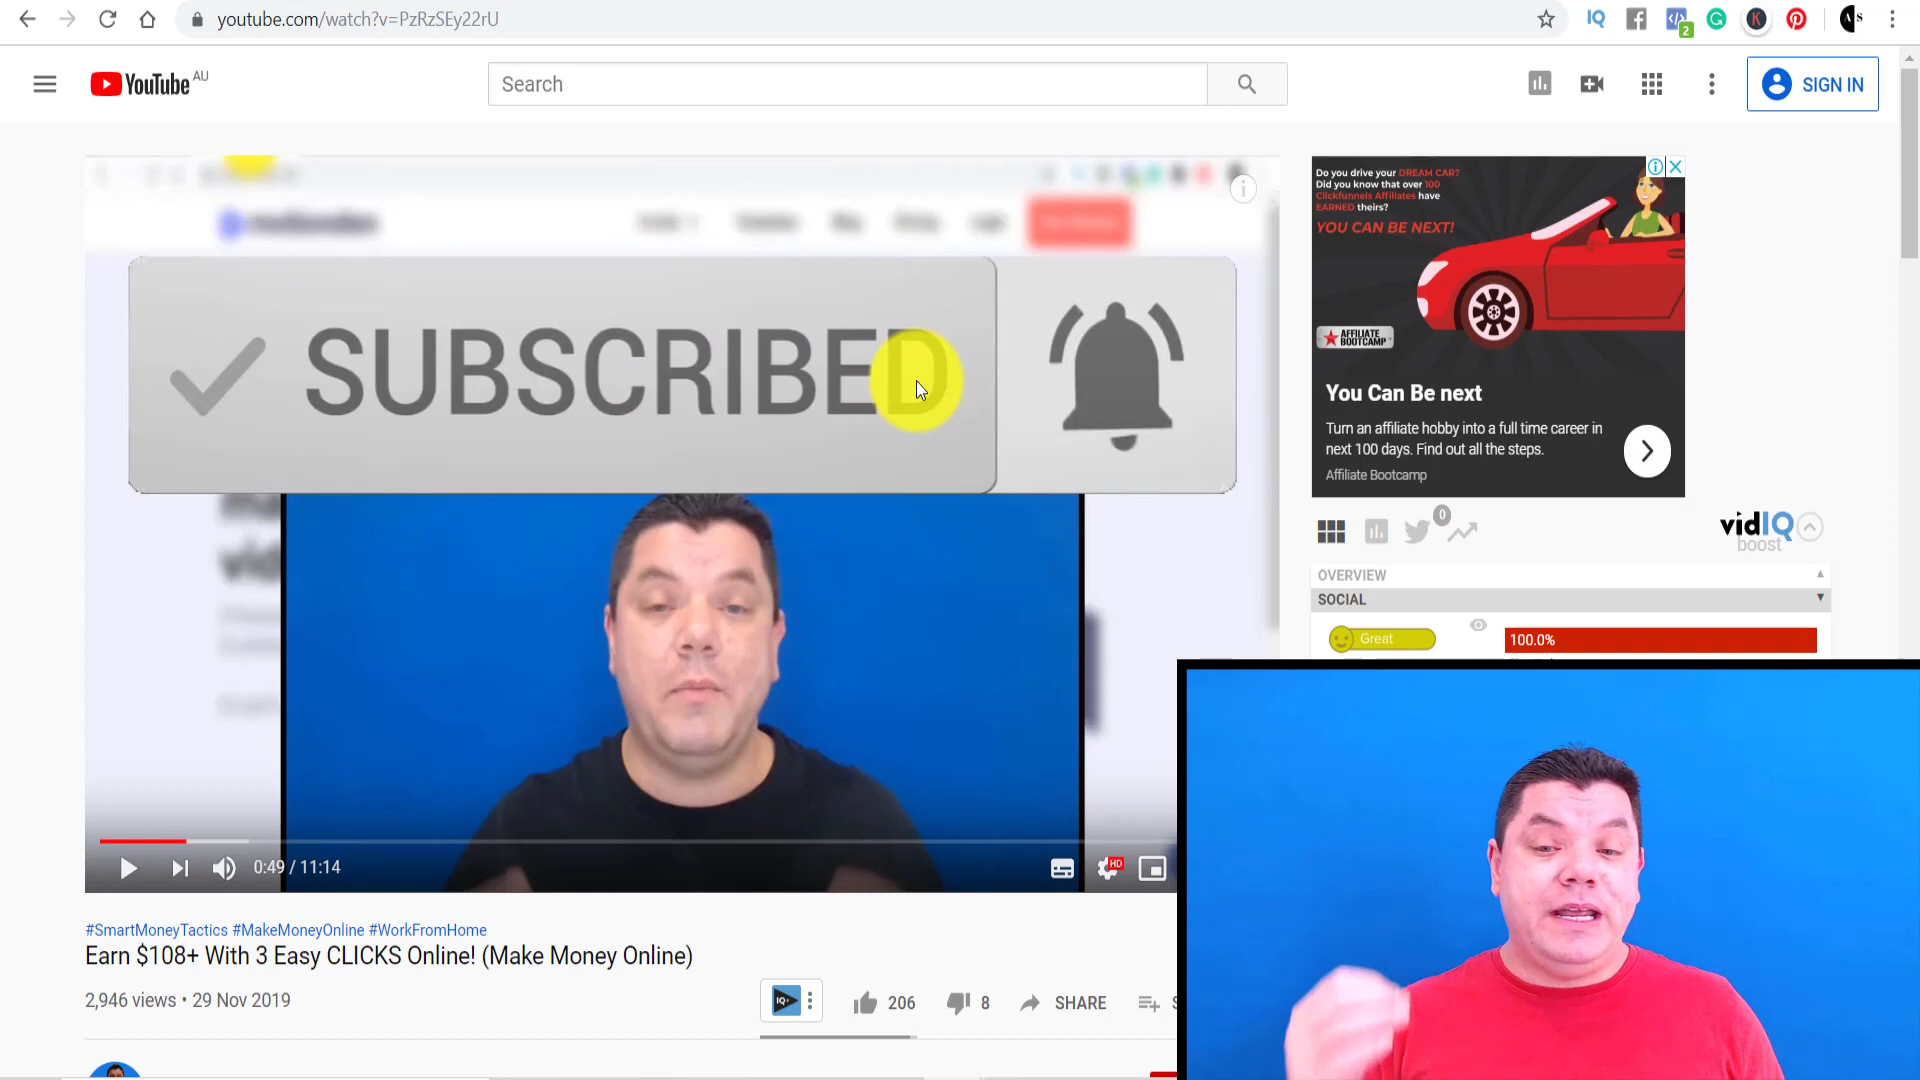 youtube.com/watch?v=PzRzSEy22rU
IQ
2
G
K
A S
YouTube AU
Search
SIGN IN
SUBSCRIBED
Do you drive your DREAM CAR?
Did you know that over 100
Clickfunnels Affiliates have
EARNED theirs?
YOU CAN BE NEXT!
AFFILIATE
BOOTCAMP
You Can Be next
Turn an affiliate hobby into a full time career in
next 100 days. Find out all the steps.
Affiliate Bootcamp
0
vidIQ
boost
OVERVIEW
SOCIAL
Great
100.0%
0:49 / 11:14
HD
#SmartMoneyTactics #MakeMoneyOnline #WorkFromHome
Earn $108+ With 3 Easy CLICKS Online! (Make Money Online)
2,946 views • 29 Nov 2019
IQ
206
8
SHARE
S